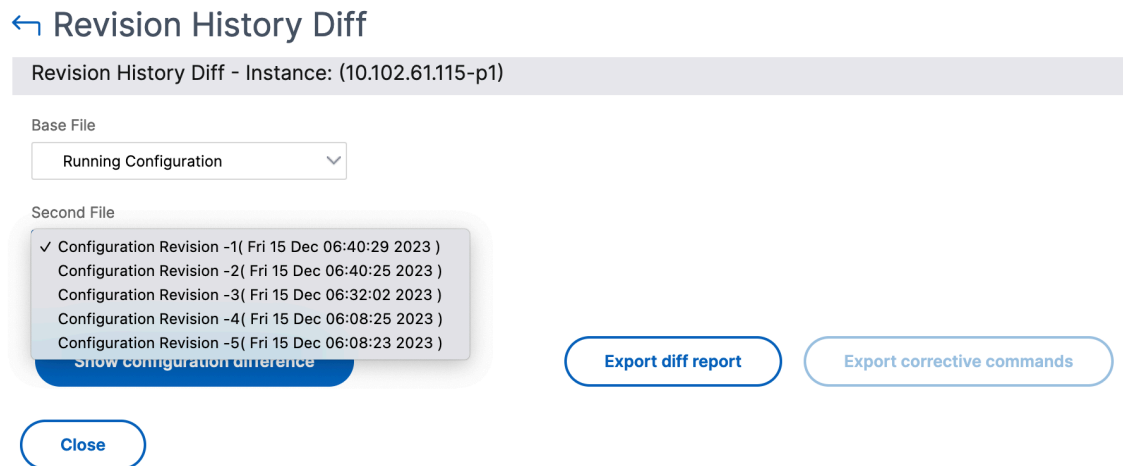 Revision History Diff
Revision History Diff - Instance: (10.102.61.115-p1)
Base File
Running Configuration
Second File
✓ Configuration Revision -1( Fri 15 Dec 06:40:29 2023 )
Configuration Revision -2( Fri 15 Dec 06:40:25 2023 )
Configuration Revision -3( Fri 15 Dec 06:32:02 2023 )
Configuration Revision -4( Fri 15 Dec 06:08:25 2023 )
Configuration Revision -5( Fri 15 Dec 06:08:23 2023 )
Show configuration difference
Export diff report
Export corrective commands
Close